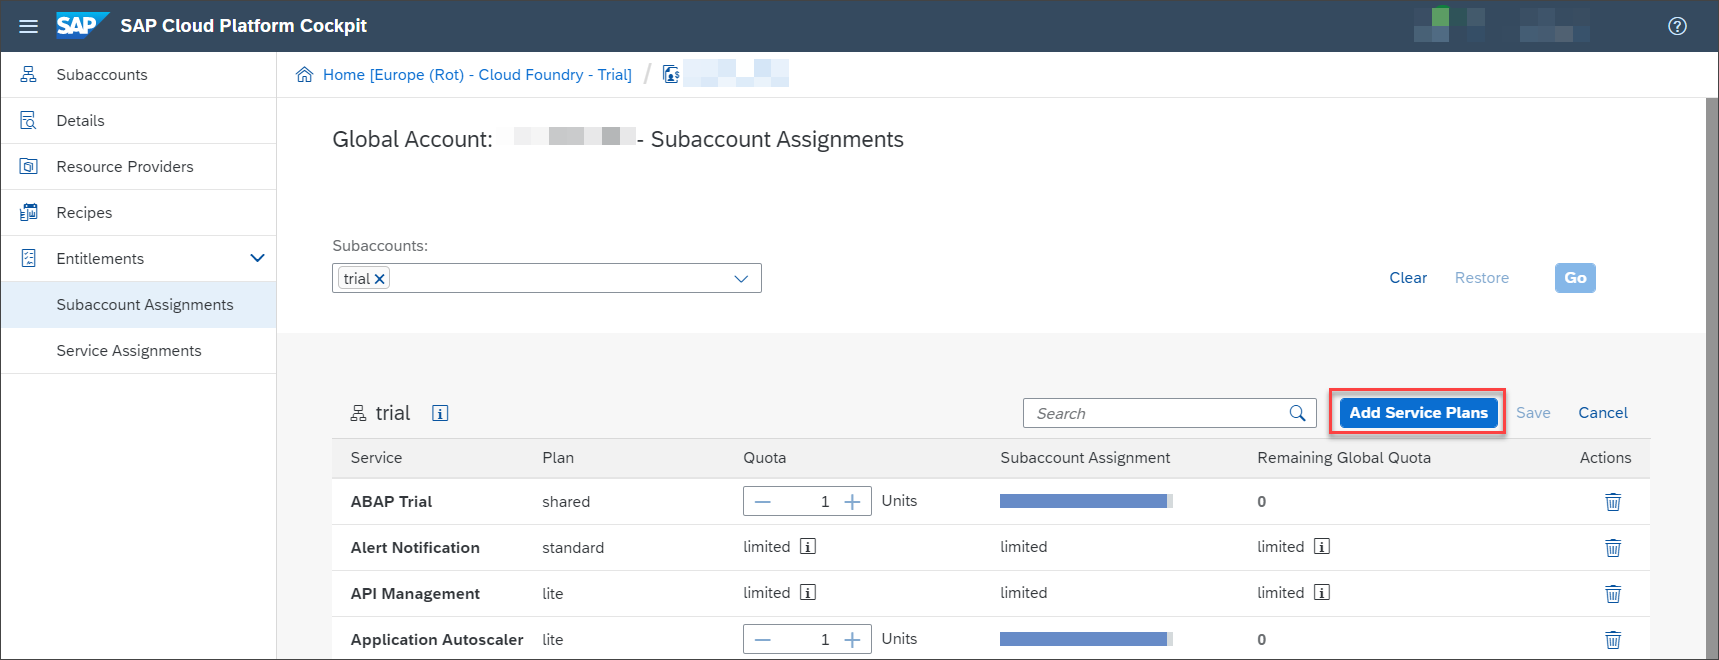 SAP SAP Cloud Platform Cockpit
Subaccounts
Details
Resource Providers
Recipes
Entitlements
Subaccount Assignments
Service Assignments
Home [Europe (Rot) - Cloud Foundry - Trial] /
Global Account: - Subaccount Assignments
Subaccounts:
trial
Clear Restore Go
trial Search Add Service Plans Save Cancel
Service Plan Quota Subaccount Assignment Remaining Global Quota Actions
ABAP Trial shared 1 Units 0
Alert Notification standard limited limited limited
API Management lite limited limited limited
Application Autoscaler lite 1 Units 0